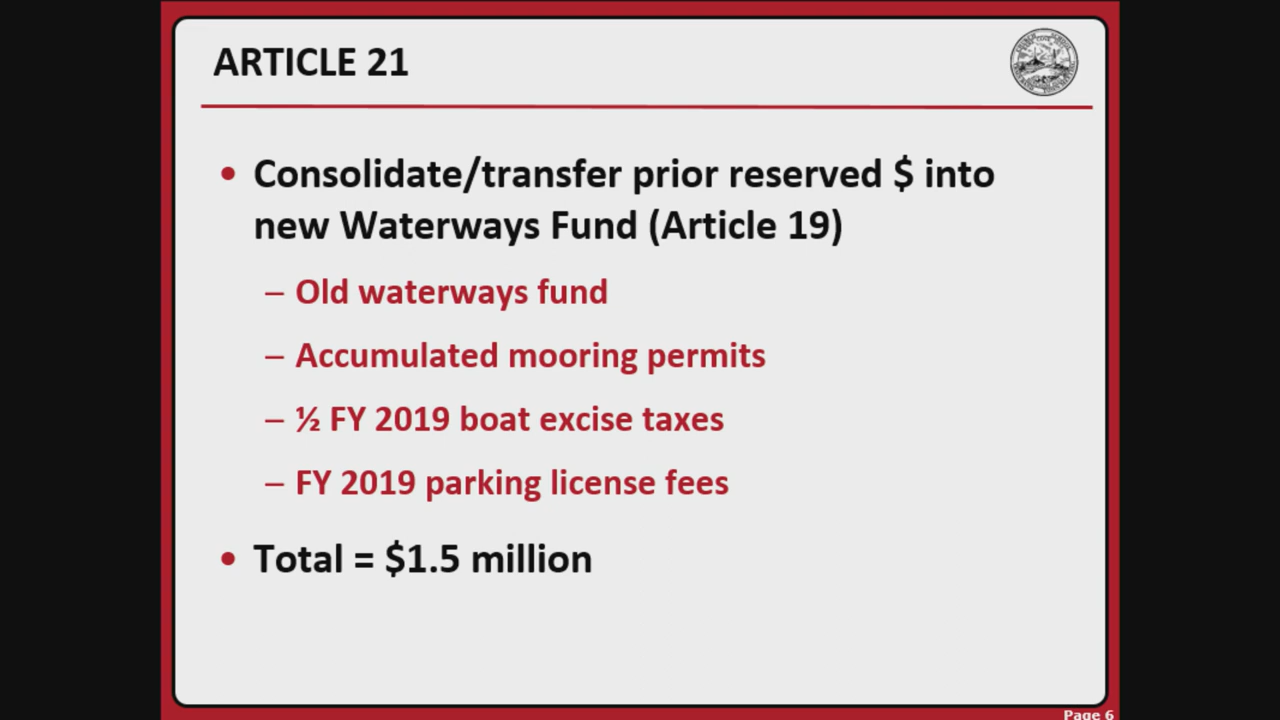 ARTICLE 21
• Consolidate/transfer prior reserved $ into
new Waterways Fund (Article 19)
– Old waterways fund
– Accumulated mooring permits
– ½ FY 2019 boat excise taxes
– FY 2019 parking license fees
• Total = $1.5 million
Page 6